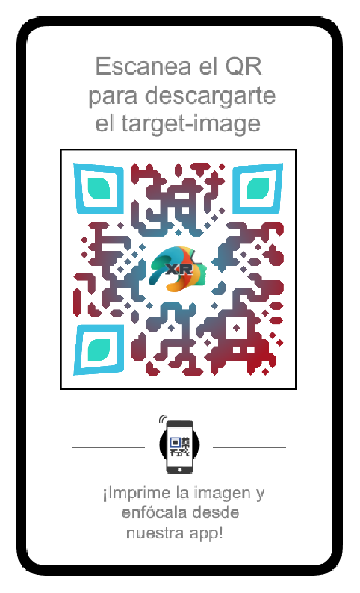 Escanea el QR
para descargarte
el target-image
XR
¡Imprime la imagen y
enfócala desde
nuestra app!